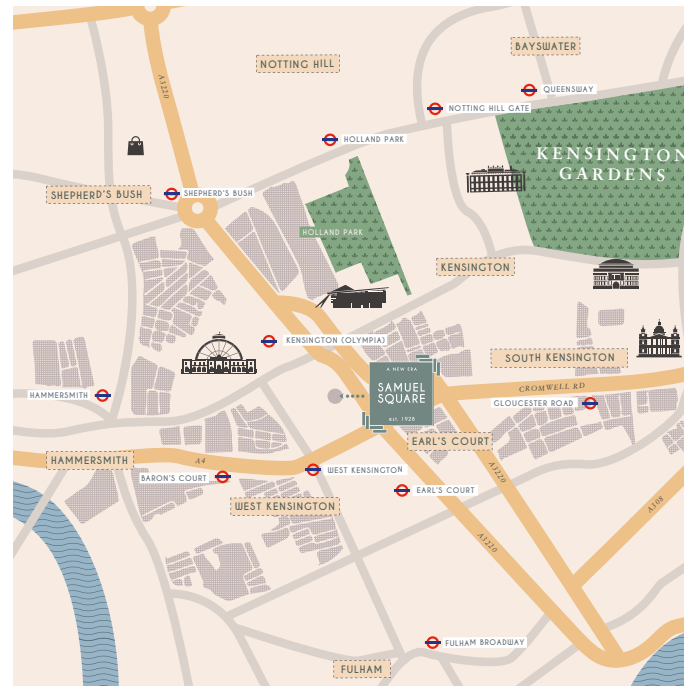 BAYSWATER
NOTTING HILL
A3220
QUEENSWAY
NOTTING HILL GATE
HOLLAND PARK
KENSINGTON
GARDENS
SHEPHERD'S BUSH
SHEPHERD'S BUSH
HOLLAND PARK
KENSINGTON
KENSINGTON (OLYMPIA)
SOUTH KENSINGTON
A NEW ERA
SAMUEL
SQUARE
est. 1928
CROMWELL RD
HAMMERSMITH
GLOUCESTER ROAD
EARL'S COURT
HAMMERSMITH
A4
WEST KENSINGTON
A3220
BARON'S COURT
EARL'S COURT
WEST KENSINGTON
A308
A3220
FULHAM BROADWAY
FULHAM